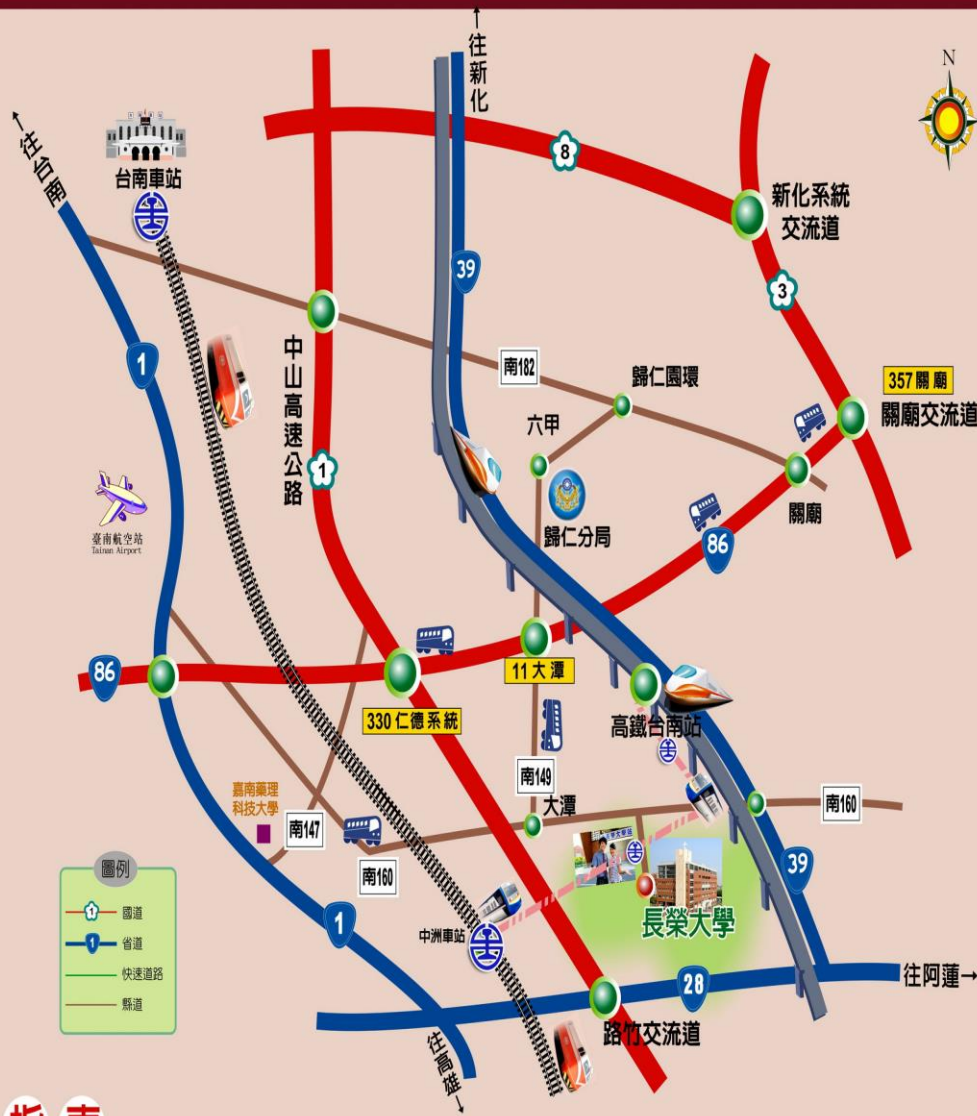 ↑往新化
N
↑往台南
台南車站
8
新化系統
交流道
39
3
1
中山高速公路
南182
歸仁園環
357關廟
關廟交流道
六甲
1
臺南航空站
Tainan Airport
歸仁分局
關廟
86
86
11大潭
330仁德系統
高鐵台南站
嘉南藥理
科技大學
南147
南149
大潭
南160
南160
圖例
1 國道
1 省道
快速道路
縣道
1
中洲車站
長榮大學
39
28
往阿蓮→
路竹交流道
往高雄↓
指南